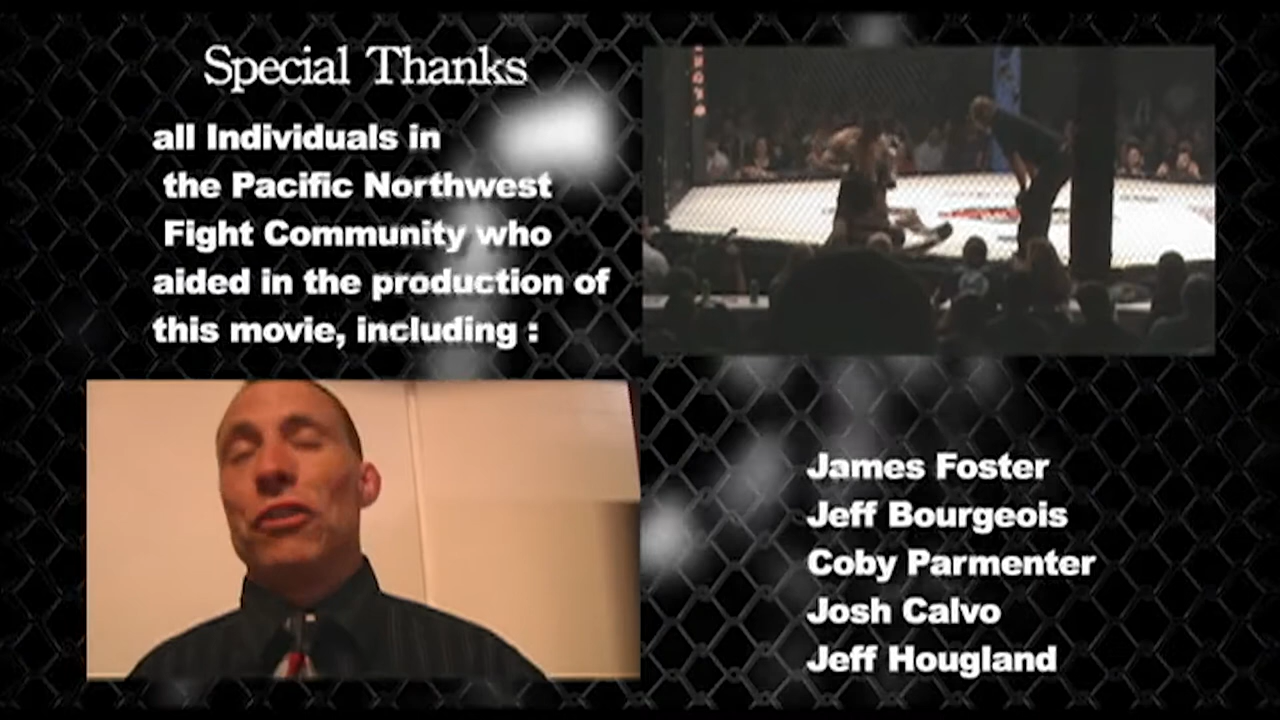 Special Thanks
all Individuals in
the Pacific Northwest
Fight Community who
aided in the production of
this movie, including :
James Foster
Jeff Bourgeois
Coby Parmenter
Josh Calvo
Jeff Hougland